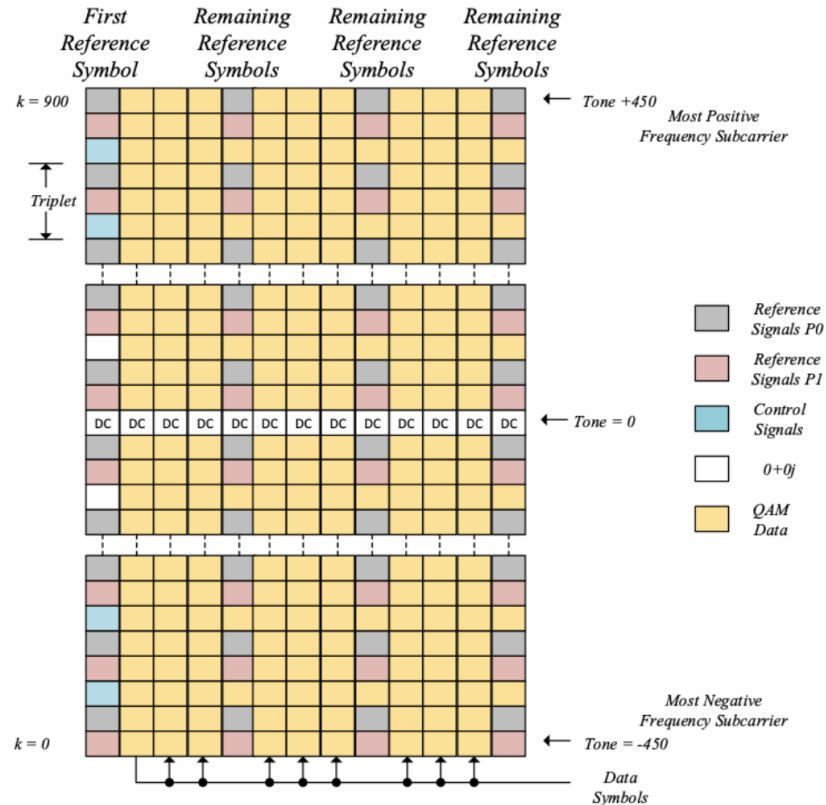 First
Reference
Symbol
Remaining
Reference
Symbols
Remaining
Reference
Symbols
Remaining
Reference
Symbols
k = 900
Tone +450
Most Positive
Frequency Subcarrier
Triplet
Reference
Signals P0
Reference
Signals P1
Control
Signals
0+0j
QAM
Data
DC DC DC DC DC DC DC DC DC DC DC DC DC
Tone = 0
Most Negative
Frequency Subcarrier
k = 0
Tone = -450
Data
Symbols